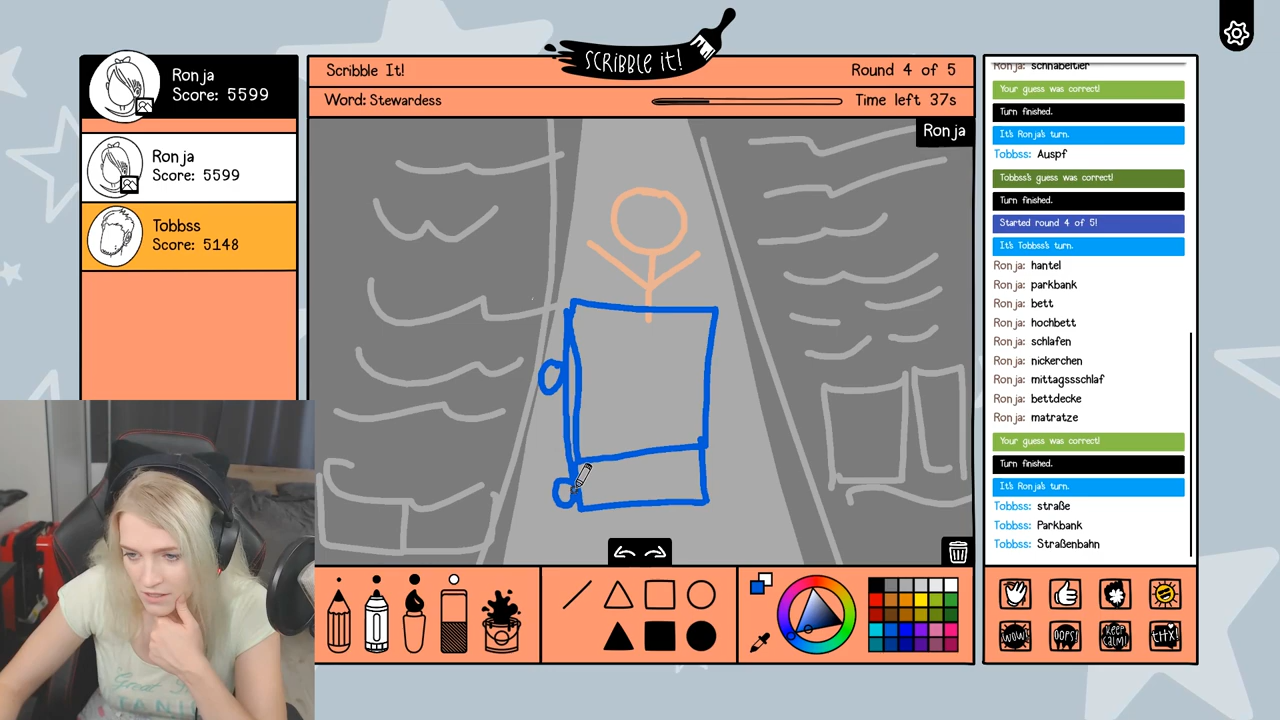 SCRIBBLE IT!
Ronja
Score: 5599
Ronja
Score: 5599
Tobbss
Score: 5148
Scribble It!
Round 4 of 5
Word: Stewardess
Time left 37s
Ronja
Ronja: schnabeltier
Your guess was correct!
Turn finished.
It's Ronja's turn.
Tobbss: Auspf
Tobbss's guess was correct!
Turn finished.
Started round 4 of 5!
It's Tobbss's turn.
Ronja: hantel
Ronja: parkbank
Ronja: bett
Ronja: hochbett
Ronja: schlafen
Ronja: nickerchen
Ronja: mittagssschlaf
Ronja: bettdecke
Ronja: matratze
Your guess was correct!
Turn finished.
It's Ronja's turn.
Tobbss: straße
Tobbss: Parkbank
Tobbss: Straßenbahn
WOW!
OOPS!
KEEP CALM!
THX!